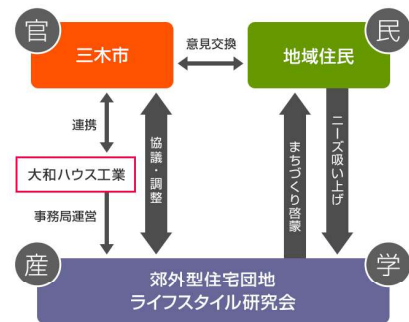 官
三木市
意見交換
地域住民
民
連携
大和ハウス工業
事務局運営
協議・調整
まちづくり啓蒙
ニーズ吸い上げ
産
郊外型住宅団地
ライフスタイル研究会
学